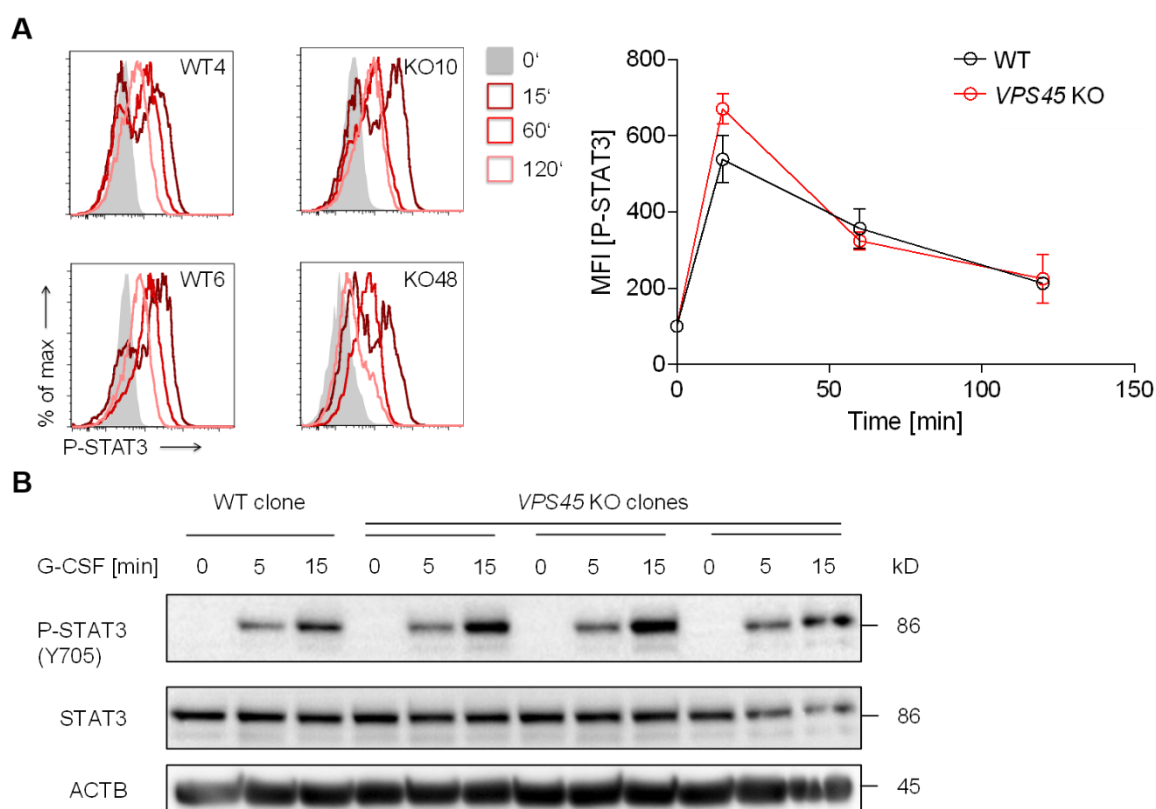 A
WT4
KO10
0‘
15‘
60‘
120‘
WT6
KO48
% of max
P-STAT3
800
600
400
200
0
MFI [P-STAT3]
0 50 100 150
Time [min]
WT
VPS45 KO
B
WT clone VPS45 KO clones
G-CSF [min] 0 5 15 0 5 15 0 5 15 0 5 15 kD
P-STAT3 86
(Y705)
STAT3 86
ACTB 45